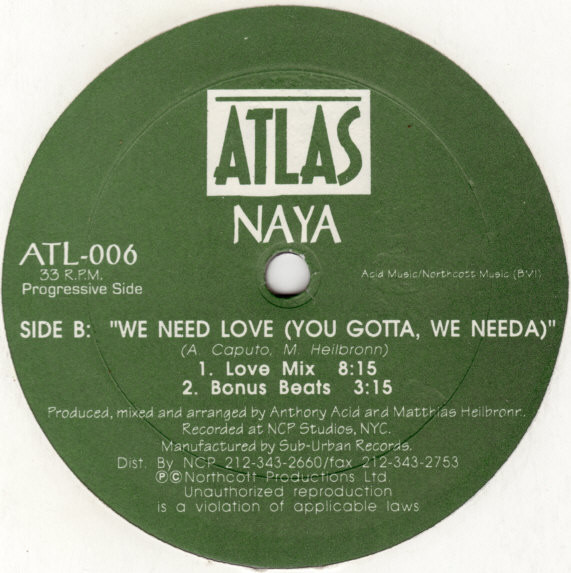 ATLAS
NAYA
ATL-006
33 R.P.M.
Progressive Side
Acid Music/Northcott Music (BMI)
SIDE B: "WE NEED LOVE (YOU GOTTA, WE NEEDA)"
(A. Caputo, M. Heilbronn)
1. Love Mix 8:15
2. Bonus Beats 3:15
Produced, mixed and arranged by Anthony Acid and Matthias Heilbronn.
Recorded at NCP Studios, NYC.
Manufactured by Sub-Urban Records.
Dist. By NCP 212-343-2660/fax 212-343-2753
℗©Northcott Productions Ltd.
Unauthorized reproduction
is a violation of applicable laws